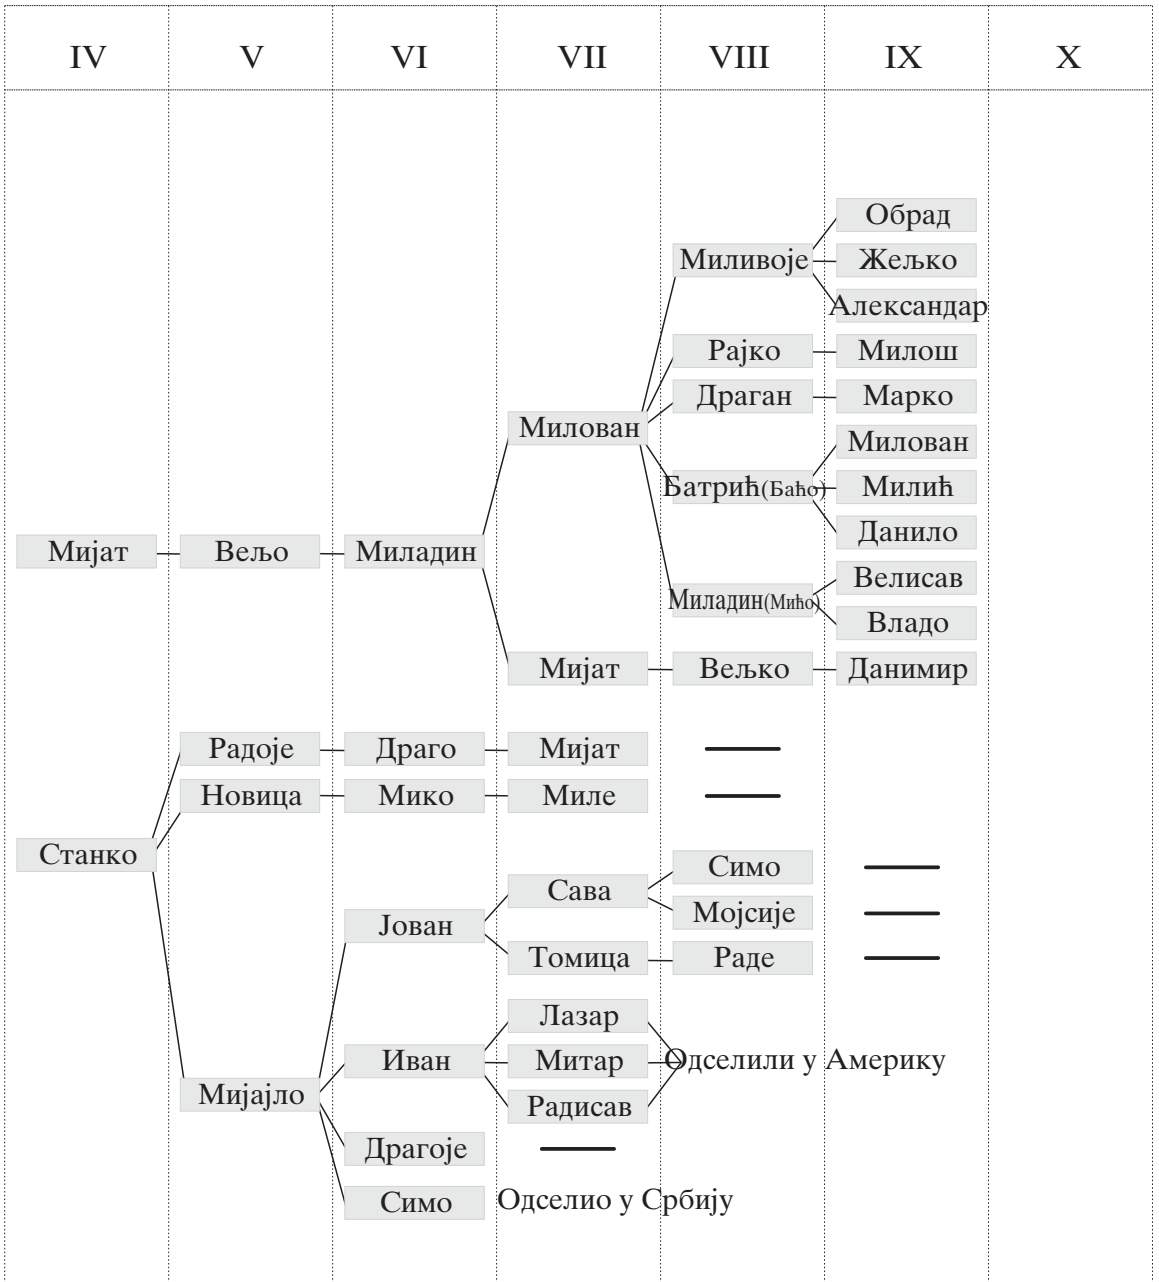 IV V VI VII VIII IX X
Обрад
Миливоје Жељко
Александар
Рајко Милош
Драган Марко
Милован
Милован
Батрић(Баћо) Милић
Данило
Мијат Вељо Миладин
Велисав
Миладин(Мићо)
Владо
Мијат Вељко Данимир
Радоје Драго Мијат
Новица Мико Миле
Станко
Симо
Сава
Мојсије
Јован
Томица Раде
Лазар
Иван Митар Одселили у Америку
Мијајло
Радисав
Драгоје
Симо Одселио у Србију